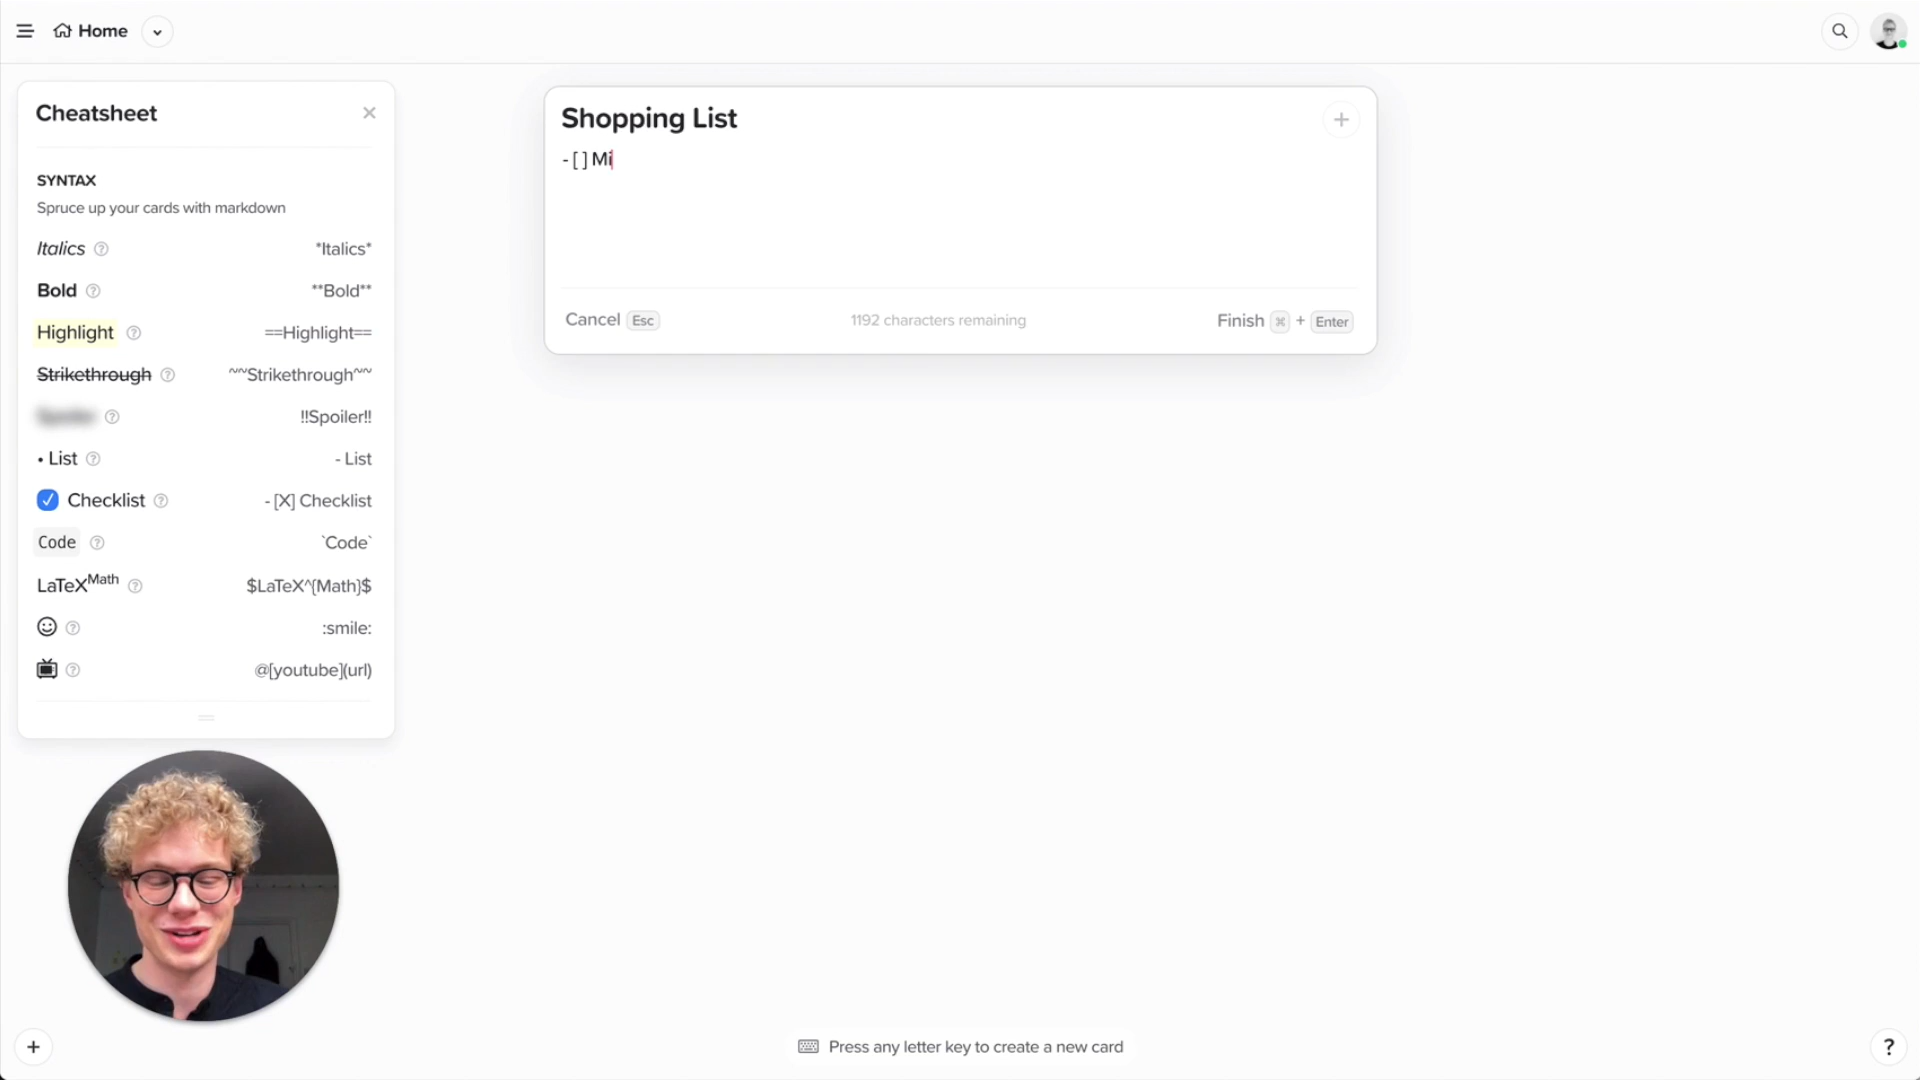 Home
Cheatsheet
SYNTAX
Spruce up your cards with markdown
Italics *Italics*
Bold **Bold**
Highlight ==Highlight==
Strikethrough ~~Strikethrough~~
Spoiler !!Spoiler!!
• List - List
Checklist - [X] Checklist
Code `Code`
LaTeX^Math $LaTeX^{Math}$
:smile:
@[youtube](url)
Shopping List
- [ ] Mi
Cancel Esc
1192 characters remaining
Finish ⌘ + Enter
Press any letter key to create a new card
?